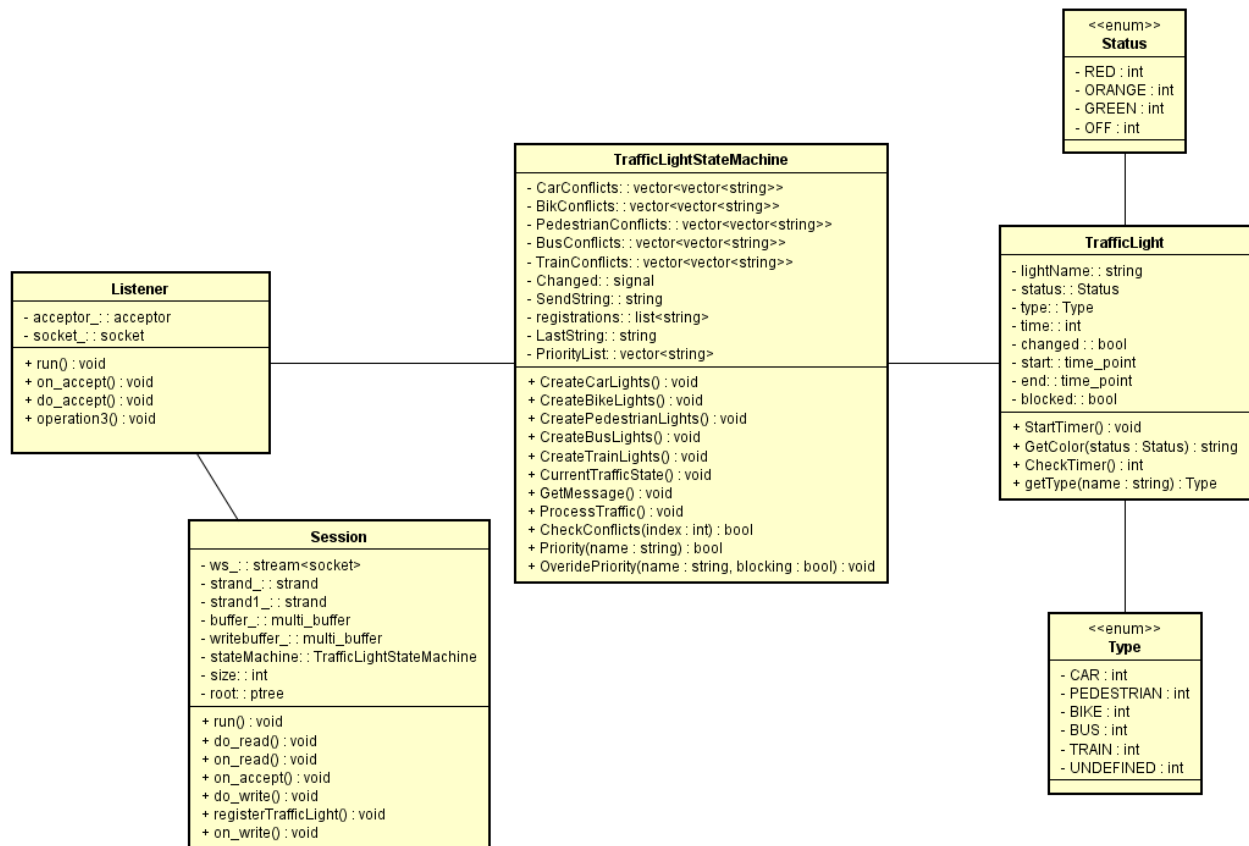 <<enum>>
Status
- RED : int
- ORANGE : int
- GREEN : int
- OFF : int
TrafficLightStateMachine
- CarConflicts: : vector<vector<string>>
- BikConflicts: : vector<vector<string>>
- PedestrianConflicts: : vector<vector<string>>
- BusConflicts: : vector<vector<string>>
- TrainConflicts: : vector<vector<string>>
- Changed: : signal
- SendString: : string
- registrations: : list<string>
- LastString: : string
- PriorityList: : vector<string>
+ CreateCarLights() : void
+ CreateBikeLights() : void
+ CreatePedestrianLights() : void
+ CreateBusLights() : void
+ CreateTrainLights() : void
+ CurrentTrafficState() : void
+ GetMessage() : void
+ ProcessTraffic() : void
+ CheckConflicts(index : int) : bool
+ Priority(name : string) : bool
+ OveridePriority(name : string, blocking : bool) : void
TrafficLight
- lightName: : string
- status: : Status
- type: : Type
- time: : int
- changed : : bool
- start: : time_point
- end: : time_point
- blocked: : bool
+ StartTimer() : void
+ GetColor(status : Status) : string
+ CheckTimer() : int
+ getType(name : string) : Type
Listener
- acceptor_: : acceptor
- socket_: : socket
+ run() : void
+ on_accept() : void
+ do_accept() : void
+ operation3() : void
Session
- ws_: : stream<socket>
- strand_: : strand
- strand1_: : strand
- buffer_: : multi_buffer
- writebuffer_: : multi_buffer
- stateMachine: : TrafficLightStateMachine
- size: : int
- root: : ptree
+ run() : void
+ do_read() : void
+ on_read() : void
+ on_accept() : void
+ do_write() : void
+ registerTrafficLight() : void
+ on_write() : void
<<enum>>
Type
- CAR : int
- PEDESTRIAN : int
- BIKE : int
- BUS : int
- TRAIN : int
- UNDEFINED : int